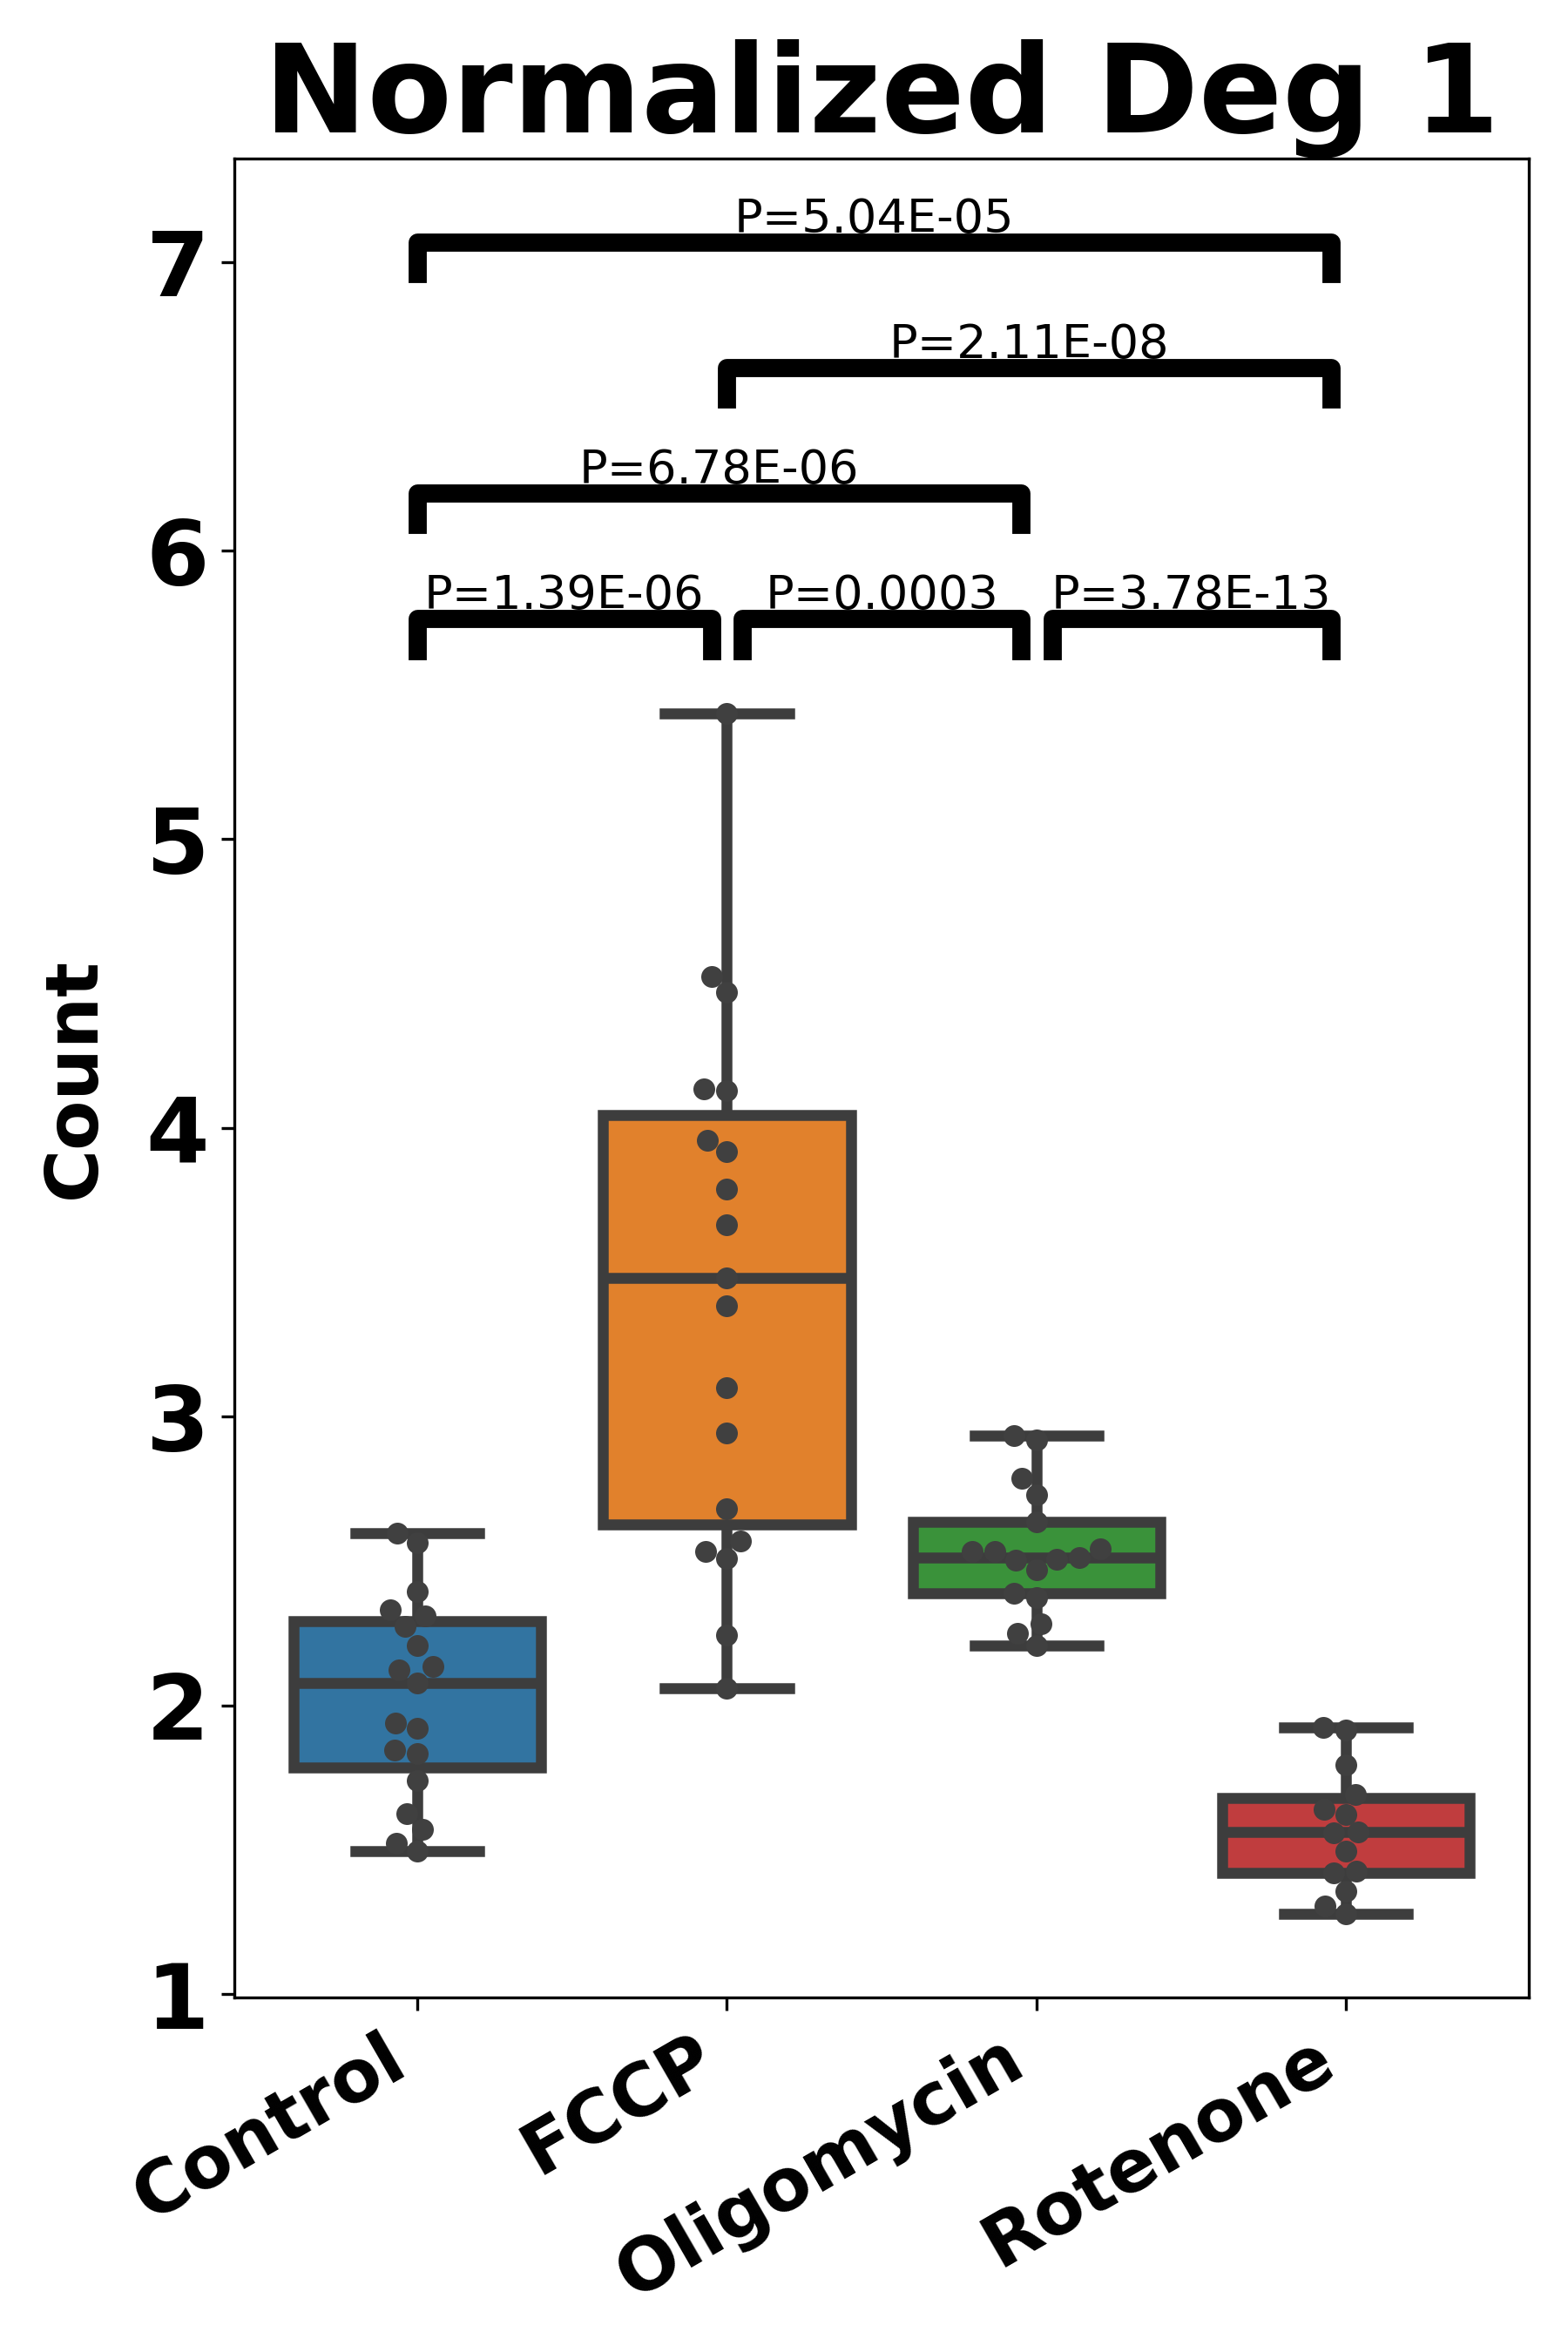 Normalized Deg 1
P=5.04E-05
7
P=2.11E-08
P=6.78E-06
6
P=1.39E-06 P=0.0003 P=3.78E-13
5
Count
4
3
2
1
Control
FCCP
Oligomycin
Rotenone